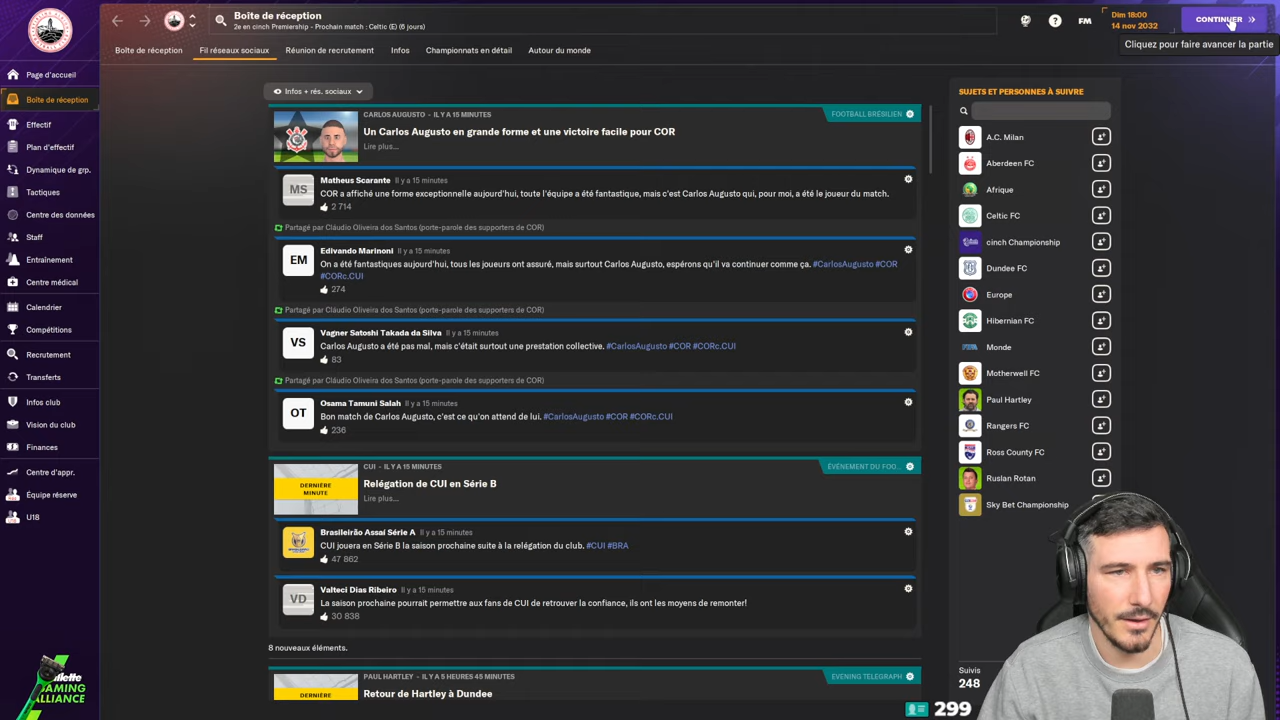 Boîte de réception
2e en cinch Premiership - Prochain match : Celtic (E) (6 jours)
FM
Dim 18:00
14 nov 2032
CONTINUER
Cliquez pour faire avancer la partie
Boîte de réception
Fil réseaux sociaux
Réunion de recrutement
Infos
Championnats en détail
Autour du monde
Page d'accueil
Boîte de réception
Effectif
Plan d'effectif
Dynamique de grp.
Tactiques
Centre des données
Staff
Entraînement
Centre médical
Calendrier
Compétitions
Recrutement
Transferts
Infos club
Vision du club
Finances
Centre d'appr.
Équipe réserve
U18
GAMING
ALLIANCE
Infos + rés. sociaux
CARLOS AUGUSTO - IL Y A 15 MINUTES
FOOTBALL BRÉSILIEN
Un Carlos Augusto en grande forme et une victoire facile pour COR
Lire plus...
MS
Matheus Scarante Il y a 15 minutes
COR a affiché une forme exceptionnelle aujourd'hui, toute l'équipe a été fantastique, mais c'est Carlos Augusto qui, pour moi, a été le joueur du match.
2 714
Partagé par Cláudio Oliveira dos Santos (porte-parole des supporters de COR)
EM
Edivando Marinoni Il y a 15 minutes
On a été fantastiques aujourd'hui, tous les joueurs ont assuré, mais surtout Carlos Augusto, espérons qu'il va continuer comme ça. #CarlosAugusto #COR
#CORc.CUI
274
Partagé par Cláudio Oliveira dos Santos (porte-parole des supporters de COR)
VS
Vagner Satoshi Takada da Silva Il y a 15 minutes
Carlos Augusto a été pas mal, mais c'était surtout une prestation collective. #CarlosAugusto #COR #CORc.CUI
83
Partagé par Cláudio Oliveira dos Santos (porte-parole des supporters de COR)
OT
Osama Tamuni Salah Il y a 15 minutes
Bon match de Carlos Augusto, c'est ce qu'on attend de lui. #CarlosAugusto #COR #CORc.CUI
236
CUI - IL Y A 15 MINUTES
ÉVÉNEMENT DU FOO...
DERNIÈRE
MINUTE
Relégation de CUI en Série B
Lire plus...
Brasileirão Assaí Série A Il y a 15 minutes
CUI jouera en Série B la saison prochaine suite à la relégation du club. #CUI #BRA
47 862
VD
Valteci Dias Ribeiro Il y a 15 minutes
La saison prochaine pourrait permettre aux fans de CUI de retrouver la confiance, ils ont les moyens de remonter!
30 838
8 nouveaux éléments.
PAUL HARTLEY - IL Y A 5 HEURES 45 MINUTES
EVENING TELEGRAPH
DERNIÈRE
Retour de Hartley à Dundee
SUJETS ET PERSONNES À SUIVRE
A.C. Milan
Aberdeen FC
Afrique
Celtic FC
cinch Championship
Dundee FC
Europe
Hibernian FC
Monde
Motherwell FC
Paul Hartley
Rangers FC
Ross County FC
Ruslan Rotan
Sky Bet Championship
Suivis
248
299